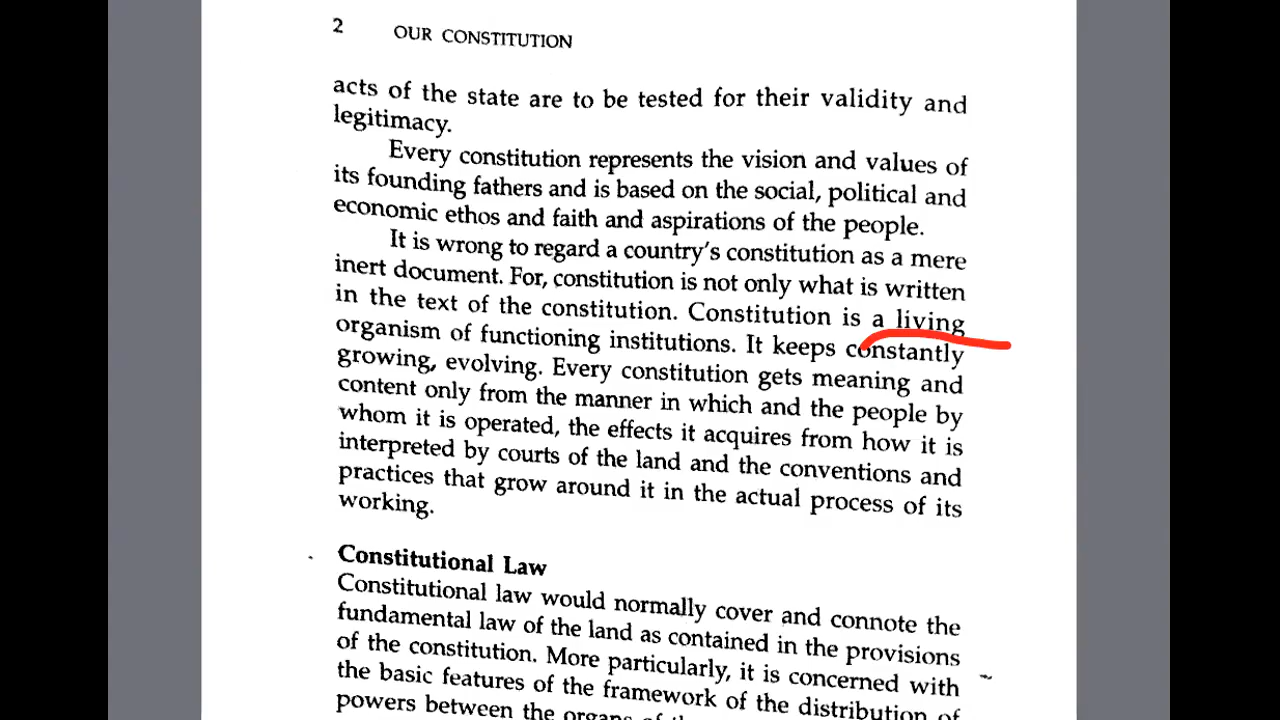 2 OUR CONSTITUTION
acts of the state are to be tested for their validity and
legitimacy.
Every constitution represents the vision and values of
its founding fathers and is based on the social, political and
economic ethos and faith and aspirations of the people.
It is wrong to regard a country's constitution as a mere
inert document. For, constitution is not only what is written
in the text of the constitution. Constitution is a living
organism of functioning institutions. It keeps constantly
growing, evolving. Every constitution gets meaning and
content only from the manner in which and the people by
whom it is operated, the effects it acquires from how it is
interpreted by courts of the land and the conventions and
practices that grow around it in the actual process of its
working.
Constitutional Law
Constitutional law would normally cover and connote the
fundamental law of the land as contained in the provisions
of the constitution. More particularly, it is concerned with
the basic features of the framework of the distribution of
powers between the organs of